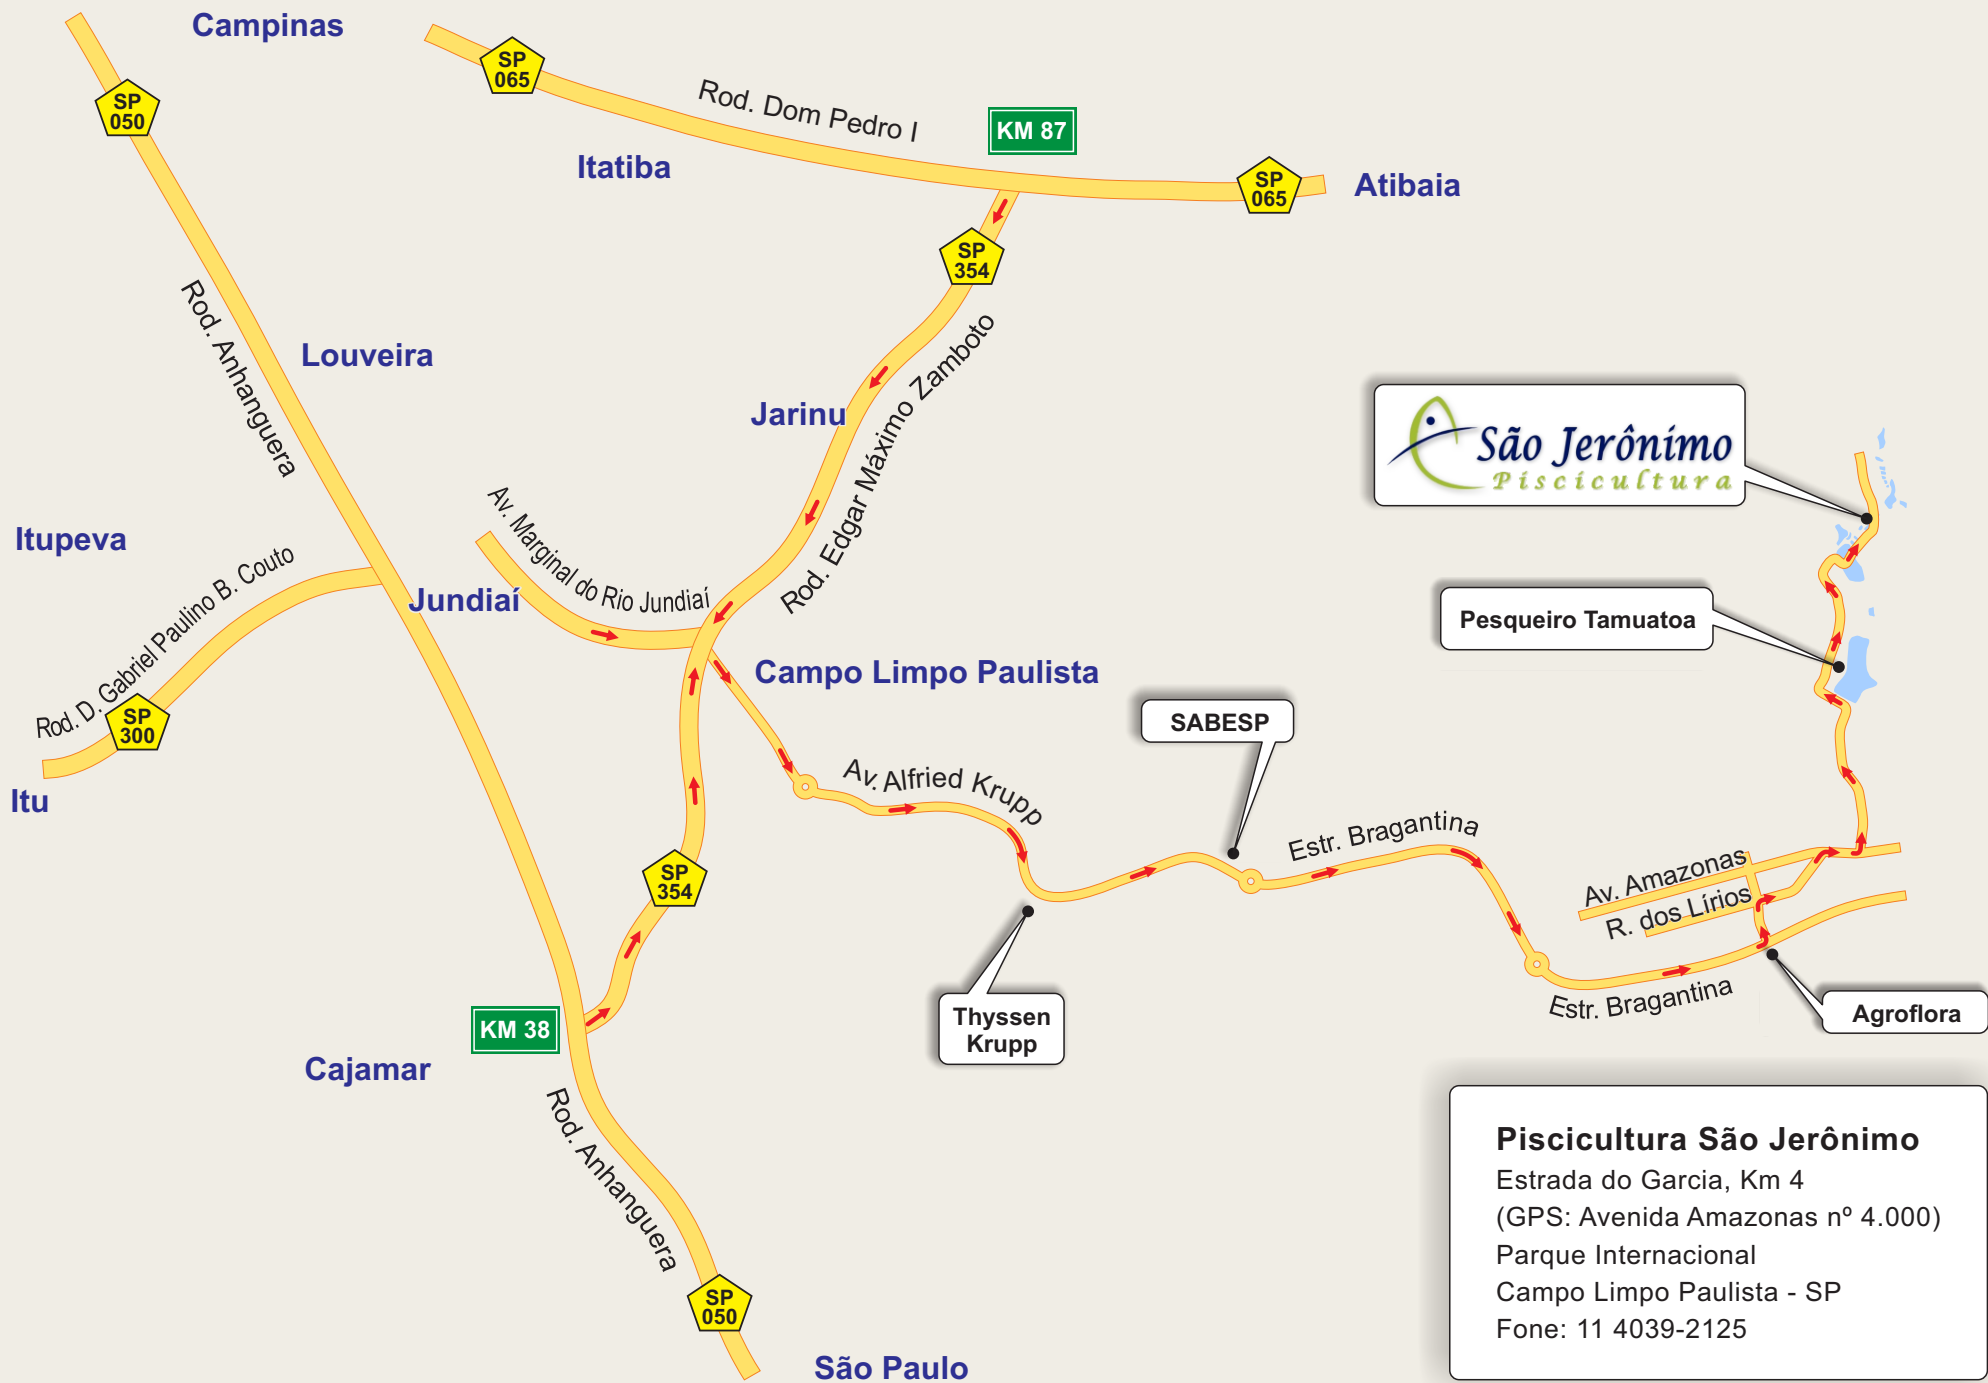 Campinas
SP
065
SP
050
Rod. Dom Pedro I
KM 87
Itatiba
SP
065
Atibaia
SP
354
Rod. Anhanguera
Louveira
Jarinu
Rod. Edgar Máximo Zamboto
São Jerônimo
Piscicultura
Itupeva
Av. Marginal do Rio Jundiaí
Rod. D. Gabriel Paulino B. Couto
Jundiaí
Pesqueiro Tamuatoa
Campo Limpo Paulista
SP
300
SABESP
Itu
Av. Alfried Krupp
Estr. Bragantina
SP
354
Av. Amazonas
R. dos Lírios
Estr. Bragantina
Thyssen
Krupp
Agroflora
KM 38
Cajamar
Rod. Anhanguera
SP
050
São Paulo
Piscicultura São Jerônimo
Estrada do Garcia, Km 4
(GPS: Avenida Amazonas nº 4.000)
Parque Internacional
Campo Limpo Paulista - SP
Fone: 11 4039-2125